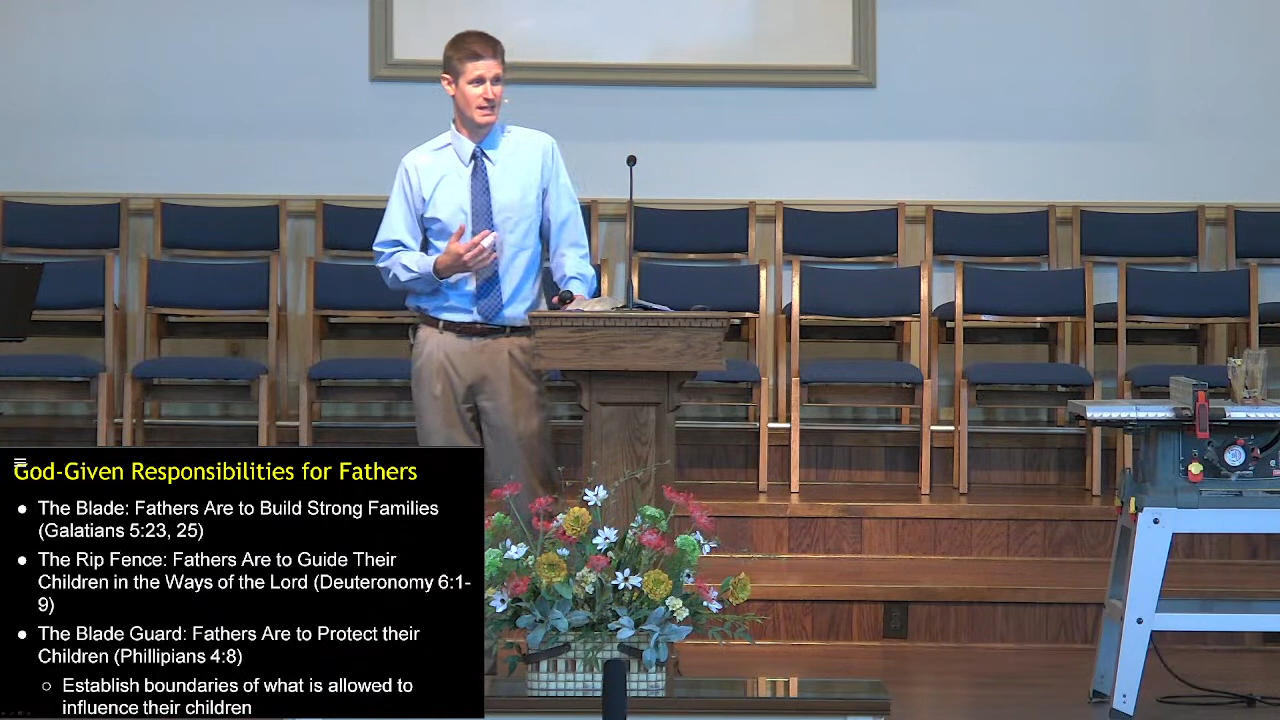 God-Given Responsibilities for Fathers
● The Blade: Fathers Are to Build Strong Families
(Galatians 5:23, 25)
● The Rip Fence: Fathers Are to Guide Their
Children in the Ways of the Lord (Deuteronomy 6:1-
9)
● The Blade Guard: Fathers Are to Protect their
Children (Phillipians 4:8)
○ Establish boundaries of what is allowed to
influence their children